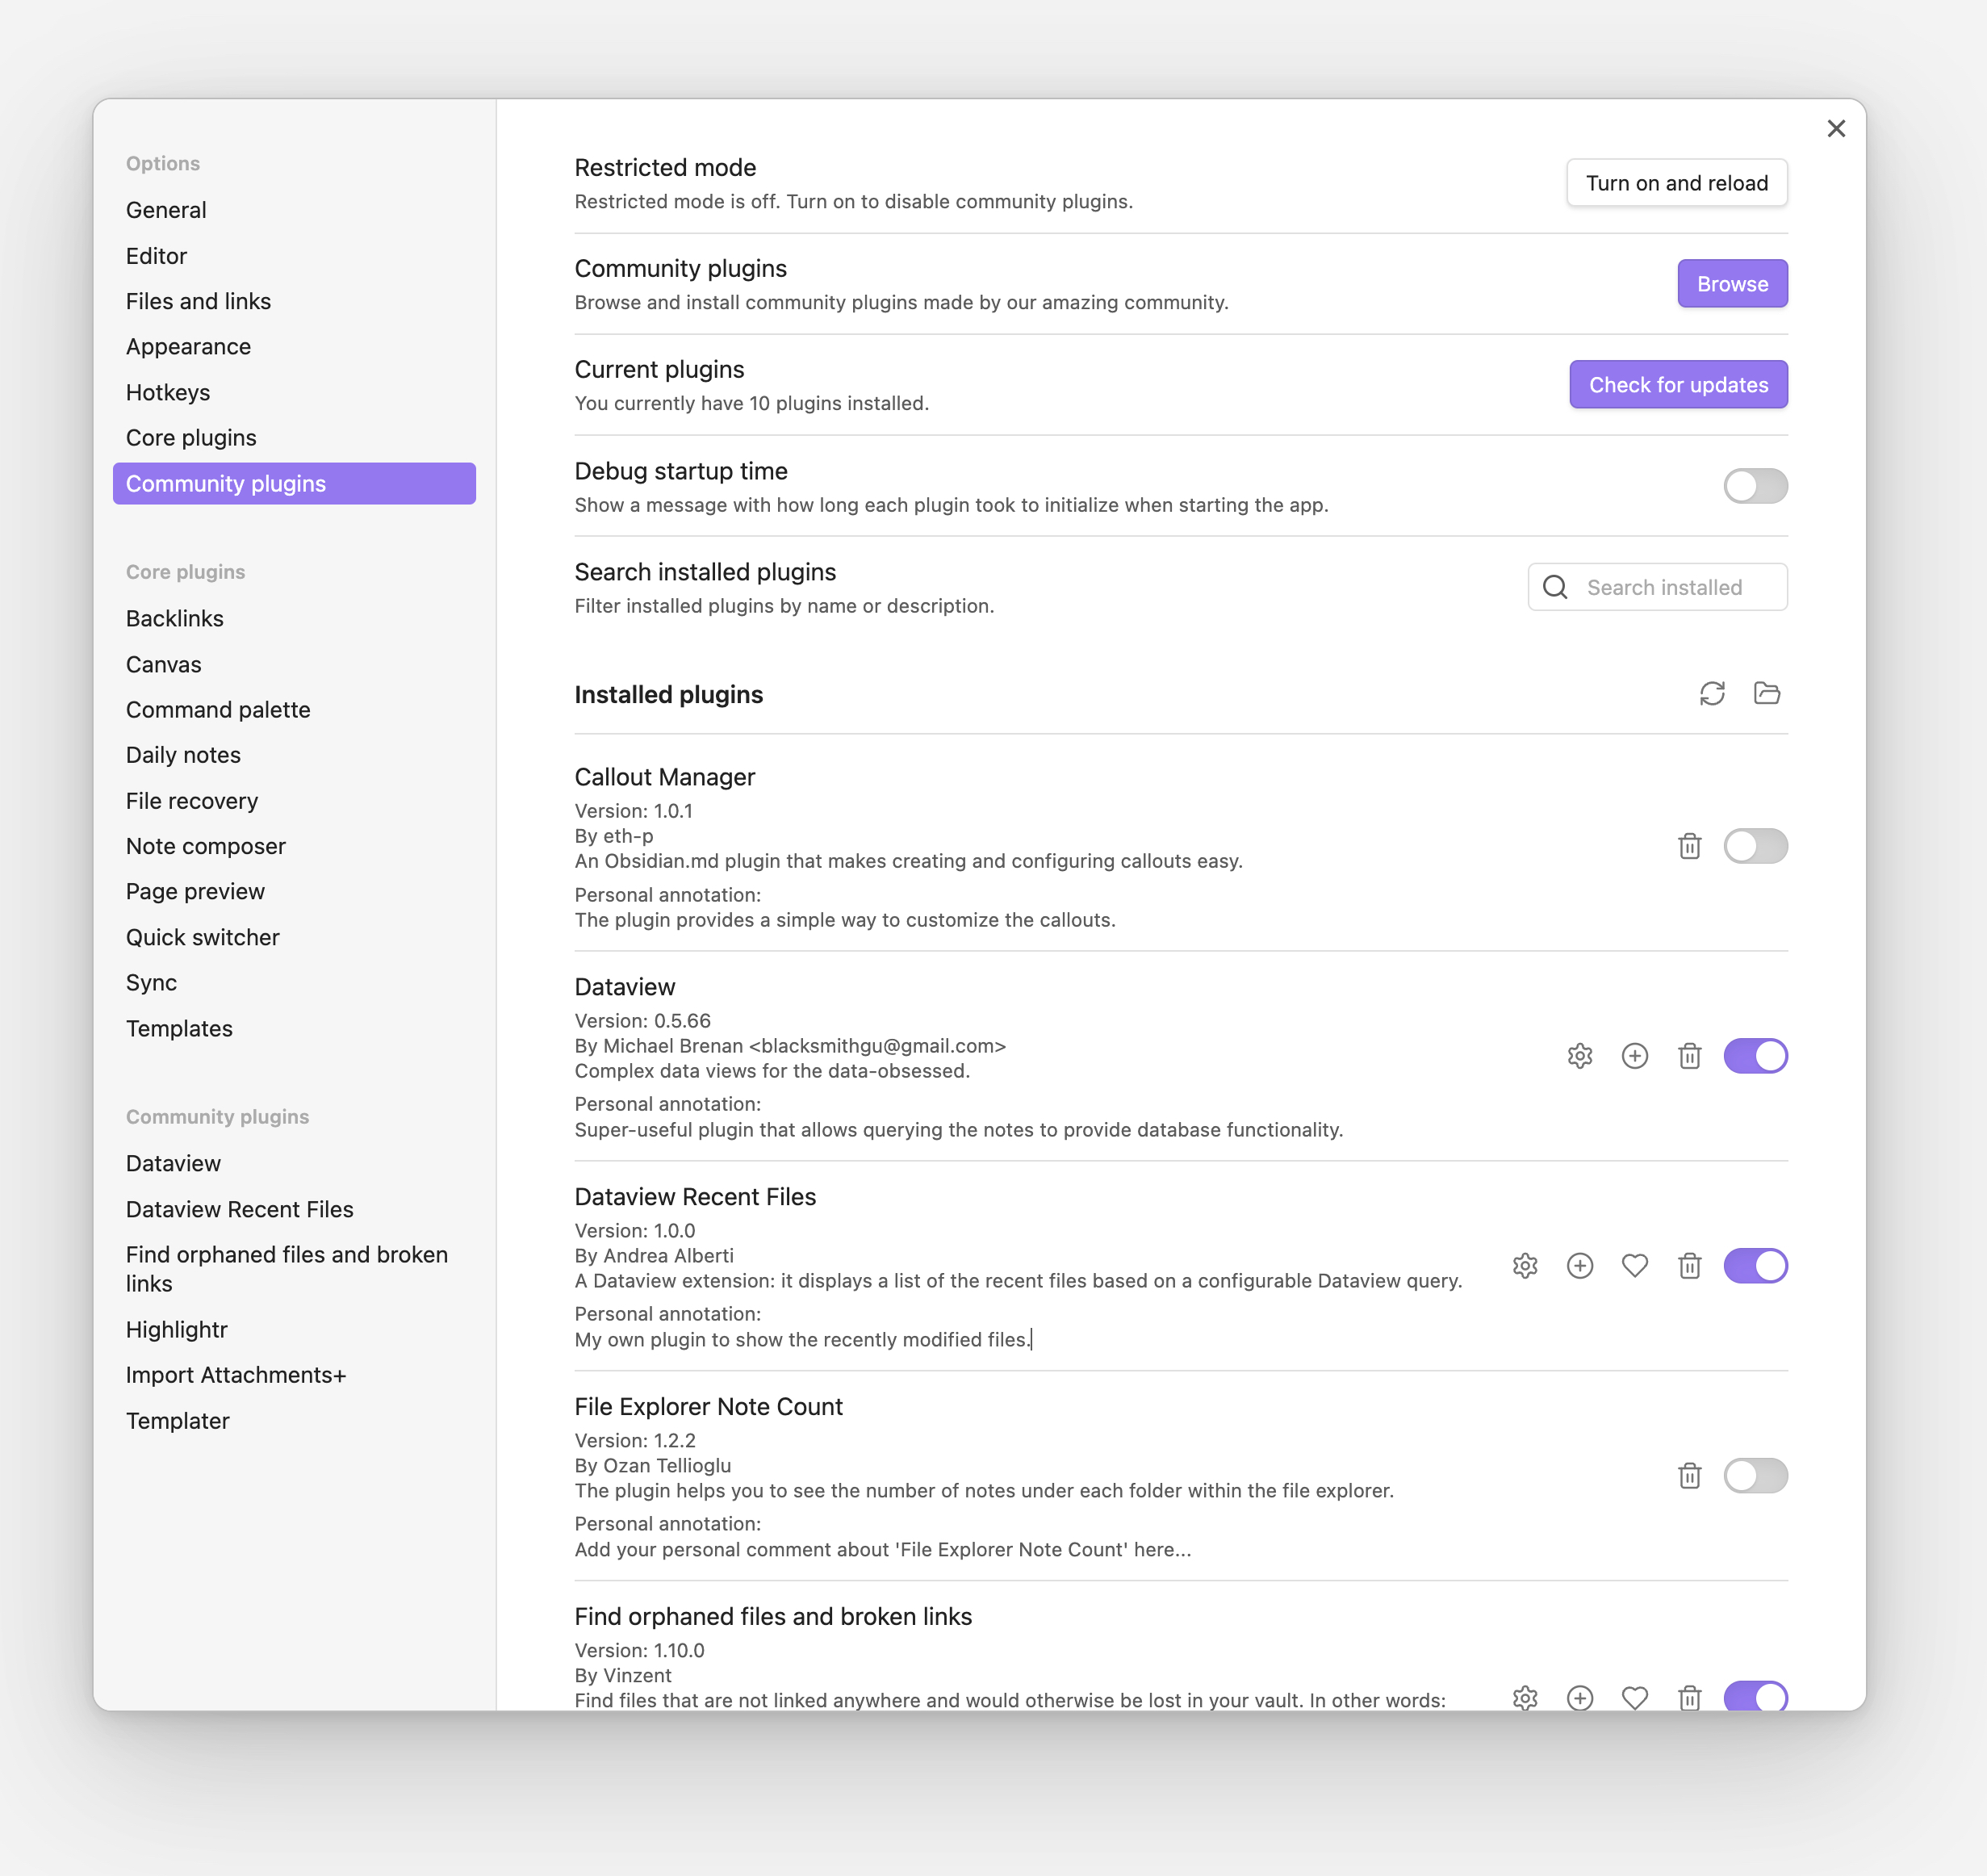 Options
General
Editor
Files and links
Appearance
Hotkeys
Core plugins
Community plugins
Core plugins
Backlinks
Canvas
Command palette
Daily notes
File recovery
Note composer
Page preview
Quick switcher
Sync
Templates
Community plugins
Dataview
Dataview Recent Files
Find orphaned files and broken
links
Highlightr
Import Attachments+
Templater
Restricted mode
Restricted mode is off. Turn on to disable community plugins.
Turn on and reload
Community plugins
Browse and install community plugins made by our amazing community.
Browse
Current plugins
You currently have 10 plugins installed.
Check for updates
Debug startup time
Show a message with how long each plugin took to initialize when starting the app.
Search installed plugins
Filter installed plugins by name or description.
Search installed
Installed plugins
Callout Manager
Version: 1.0.1
By eth-p
An Obsidian.md plugin that makes creating and configuring callouts easy.
Personal annotation:
The plugin provides a simple way to customize the callouts.
Dataview
Version: 0.5.66
By Michael Brenan <blacksmithgu@gmail.com>
Complex data views for the data-obsessed.
Personal annotation:
Super-useful plugin that allows querying the notes to provide database functionality.
Dataview Recent Files
Version: 1.0.0
By Andrea Alberti
A Dataview extension: it displays a list of the recent files based on a configurable Dataview query.
Personal annotation:
My own plugin to show the recently modified files.
File Explorer Note Count
Version: 1.2.2
By Ozan Tellioglu
The plugin helps you to see the number of notes under each folder within the file explorer.
Personal annotation:
Add your personal comment about 'File Explorer Note Count' here...
Find orphaned files and broken links
Version: 1.10.0
By Vinzent
Find files that are not linked anywhere and would otherwise be lost in your vault. In other words: